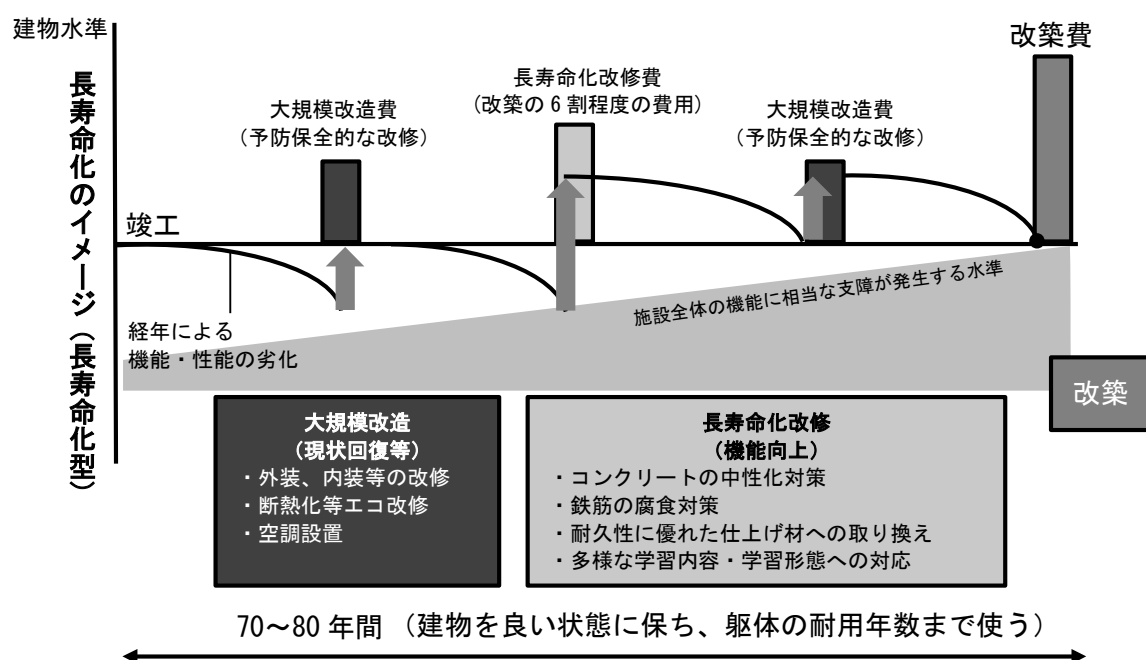 建物水準
長寿命化のイメージ（長寿命化型）
改築費
長寿命化改修費
（改築の６割程度の費用）
大規模改造費
（予防保全的な改修）
大規模改造費
（予防保全的な改修）
竣工
施設全体の機能に相当な支障が発生する水準
経年による
機能・性能の劣化
改築
大規模改造
（現状回復等）
・外装、内装等の改修
・断熱化等エコ改修
・空調設置
長寿命化改修
（機能向上）
・コンクリートの中性化対策
・鉄筋の腐食対策
・耐久性に優れた仕上げ材への取り換え
・多様な学習内容・学習形態への対応
70～80 年間 （建物を良い状態に保ち、躯体の耐用年数まで使う）